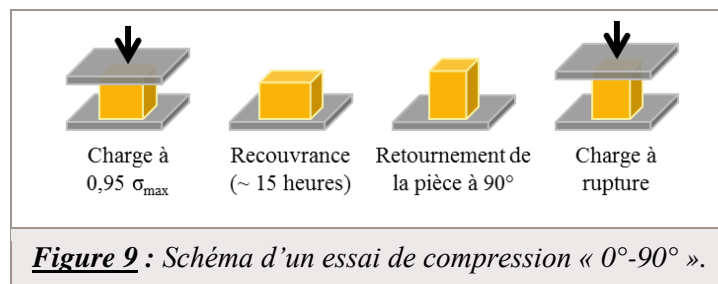 Charge à
0,95 σmax
Recouvrance
(~ 15 heures)
Retournement de
la pièce à 90°
Charge à
rupture
Figure 9 : Schéma d’un essai de compression « 0°-90° ».